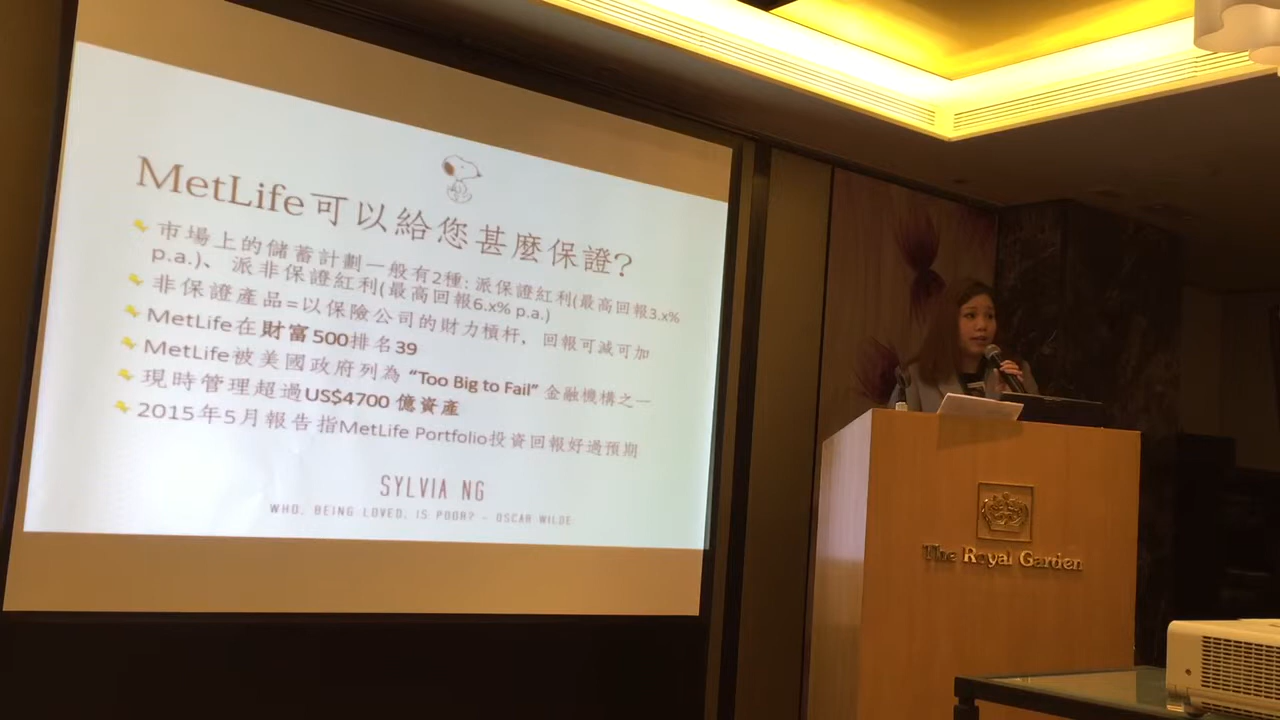 MetLife可以給您甚麼保證?
市場上的儲蓄計劃一般有2種: 派保證紅利(最高回報3.x%
p.a.)、派非保證紅利(最高回報6.x% p.a.)
非保證產品=以保險公司的財力槓杆, 回報可減可加
MetLife在財富500排名39
MetLife被美國政府列為 “Too Big to Fail” 金融機構之一
現時管理超過US$4700 億資產
2015年5月報告指MetLife Portfolio投資回報好過預期
SYLVIA NG
WHO, BEING LOVED, IS POOR? - OSCAR WILDE
The Royal Garden